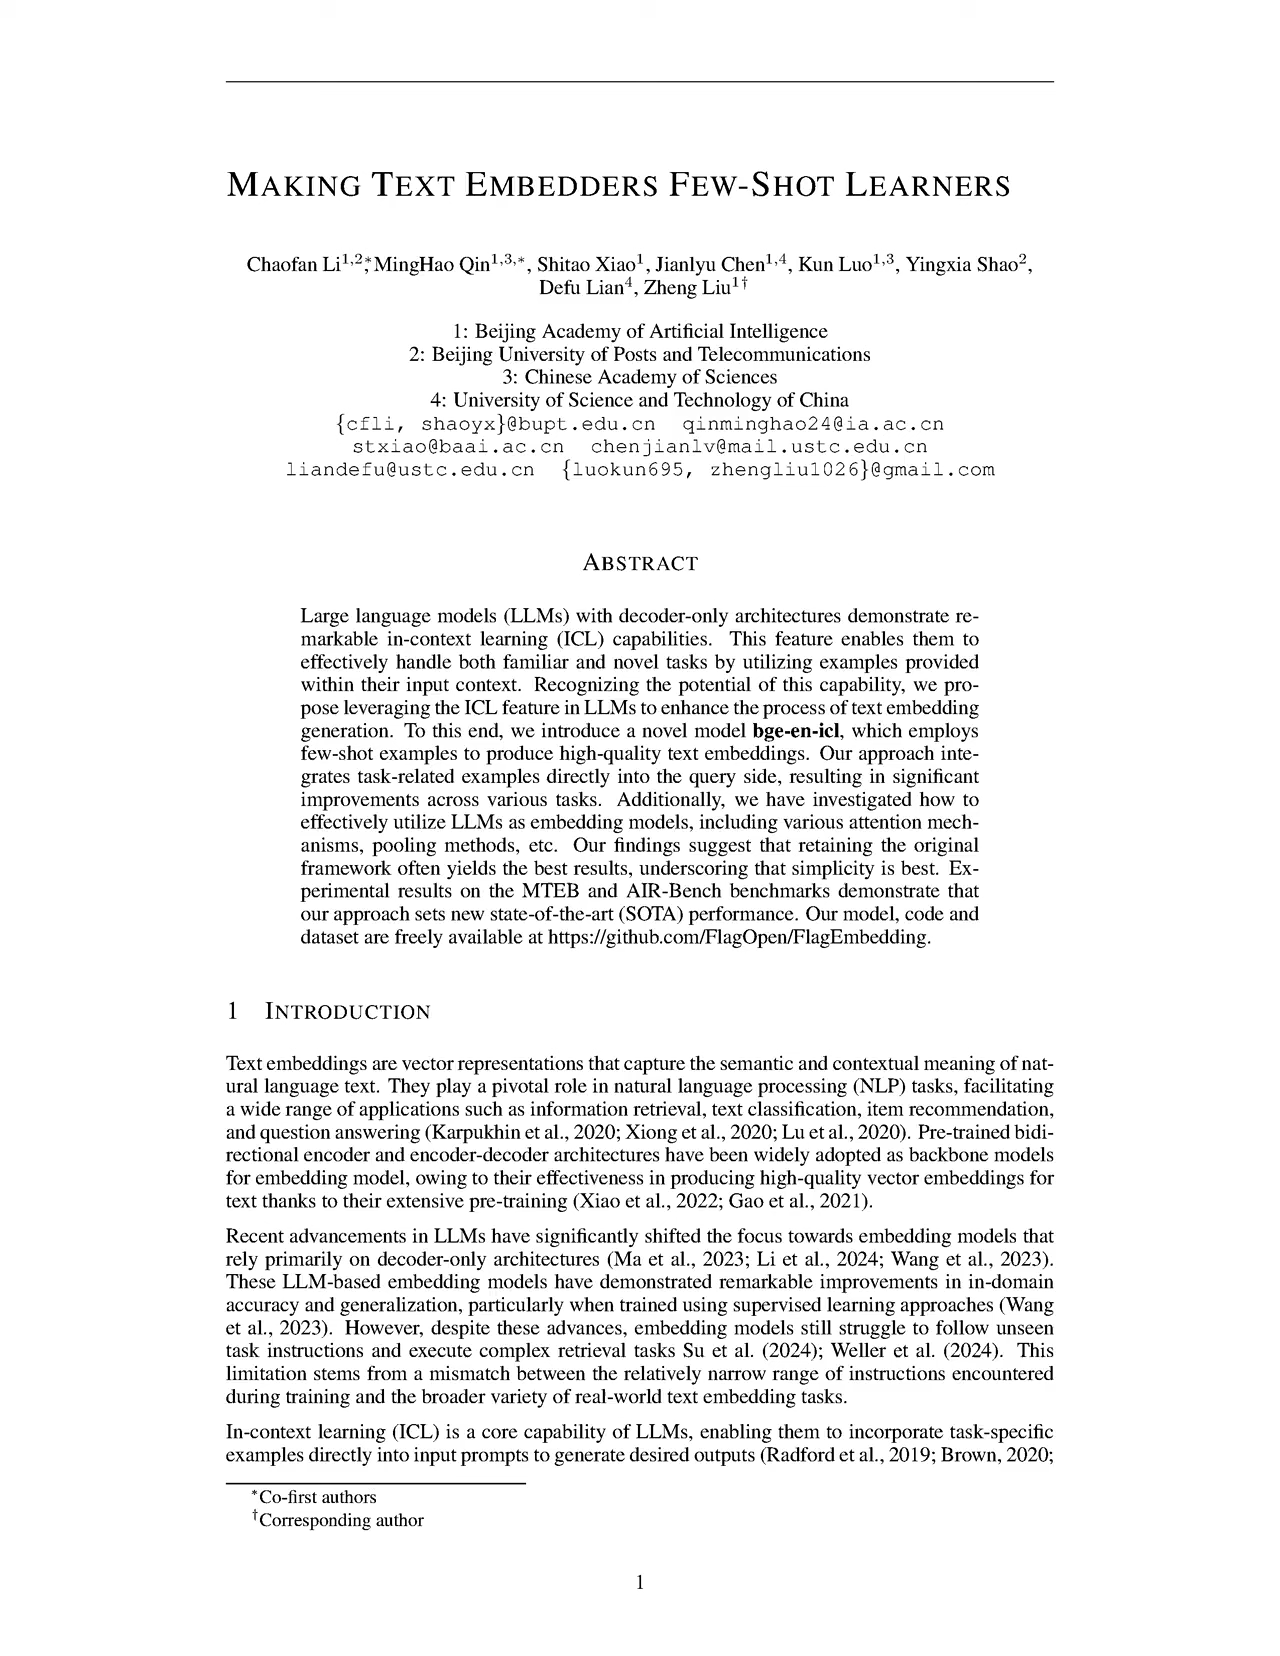 MAKING TEXT EMBEDDERS FEW-SHOT LEARNERS
Chaofan Li1,2*, MingHao Qin1,3,*, Shitao Xiao1, Jianlyu Chen1,4, Kun Luo1,3, Yingxia Shao2,
Defu Lian4, Zheng Liu1†
1: Beijing Academy of Artificial Intelligence
2: Beijing University of Posts and Telecommunications
3: Chinese Academy of Sciences
4: University of Science and Technology of China
{cfli, shaoyx}@bupt.edu.cn qinminghao24@ia.ac.cn
stxiao@baai.ac.cn chenjianlv@mail.ustc.edu.cn
liandefu@ustc.edu.cn {luokun695, zhengliu1026}@gmail.com
ABSTRACT
Large language models (LLMs) with decoder-only architectures demonstrate re-
markable in-context learning (ICL) capabilities. This feature enables them to
effectively handle both familiar and novel tasks by utilizing examples provided
within their input context. Recognizing the potential of this capability, we pro-
pose leveraging the ICL feature in LLMs to enhance the process of text embedding
generation. To this end, we introduce a novel model bge-en-icl, which employs
few-shot examples to produce high-quality text embeddings. Our approach inte-
grates task-related examples directly into the query side, resulting in significant
improvements across various tasks. Additionally, we have investigated how to
effectively utilize LLMs as embedding models, including various attention mech-
anisms, pooling methods, etc. Our findings suggest that retaining the original
framework often yields the best results, underscoring that simplicity is best. Ex-
perimental results on the MTEB and AIR-Bench benchmarks demonstrate that
our approach sets new state-of-the-art (SOTA) performance. Our model, code and
dataset are freely available at https://github.com/FlagOpen/FlagEmbedding.
1 INTRODUCTION
Text embeddings are vector representations that capture the semantic and contextual meaning of nat-
ural language text. They play a pivotal role in natural language processing (NLP) tasks, facilitating
a wide range of applications such as information retrieval, text classification, item recommendation,
and question answering (Karpukhin et al., 2020; Xiong et al., 2020; Lu et al., 2020). Pre-trained bidi-
rectional encoder and encoder-decoder architectures have been widely adopted as backbone models
for embedding model, owing to their effectiveness in producing high-quality vector embeddings for
text thanks to their extensive pre-training (Xiao et al., 2022; Gao et al., 2021).
Recent advancements in LLMs have significantly shifted the focus towards embedding models that
rely primarily on decoder-only architectures (Ma et al., 2023; Li et al., 2024; Wang et al., 2023).
These LLM-based embedding models have demonstrated remarkable improvements in in-domain
accuracy and generalization, particularly when trained using supervised learning approaches (Wang
et al., 2023). However, despite these advances, embedding models still struggle to follow unseen
task instructions and execute complex retrieval tasks Su et al. (2024); Weller et al. (2024). This
limitation stems from a mismatch between the relatively narrow range of instructions encountered
during training and the broader variety of real-world text embedding tasks.
In-context learning (ICL) is a core capability of LLMs, enabling them to incorporate task-specific
examples directly into input prompts to generate desired outputs (Radford et al., 2019; Brown, 2020;
*Co-first authors
†Corresponding author
1